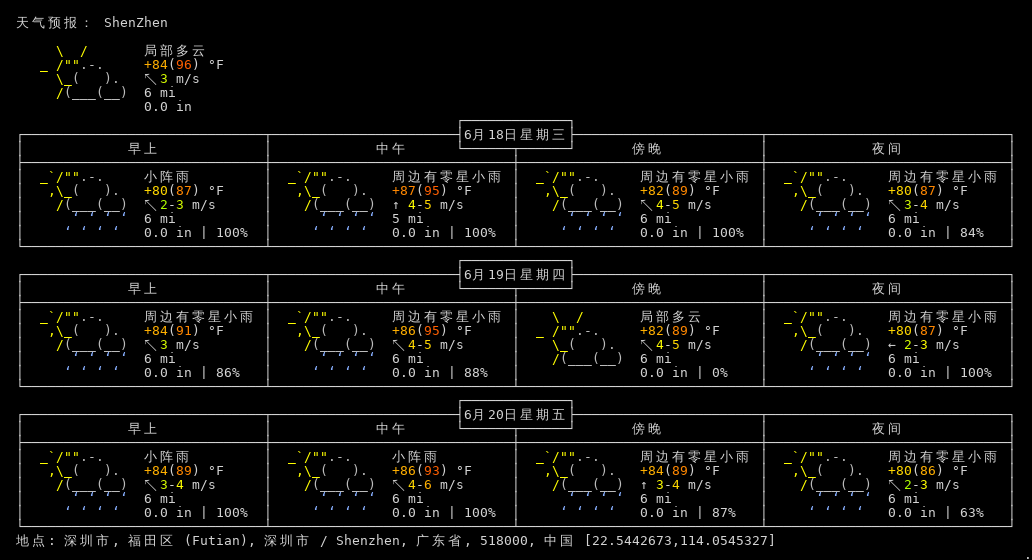 天气预报： ShenZhen
局部多云
+84(96) °F
↖3 m/s
6 mi
0.0 in
6月18日星期三
早上 中午 傍晚 夜间
小阵雨 周边有零星小雨 周边有零星小雨 周边有零星小雨
+80(87) °F +87(95) °F +82(89) °F +80(87) °F
↖2-3 m/s ↑ 4-5 m/s ↖4-5 m/s ↖3-4 m/s
6 mi 5 mi 6 mi 6 mi
0.0 in | 100% 0.0 in | 100% 0.0 in | 100% 0.0 in | 84%
6月19日星期四
早上 中午 傍晚 夜间
周边有零星小雨 周边有零星小雨 局部多云 周边有零星小雨
+84(91) °F +86(95) °F +82(89) °F +80(87) °F
↖3 m/s ↖4-5 m/s ↖4-5 m/s ← 2-3 m/s
6 mi 6 mi 6 mi 6 mi
0.0 in | 86% 0.0 in | 88% 0.0 in | 0% 0.0 in | 100%
6月20日星期五
早上 中午 傍晚 夜间
小阵雨 小阵雨 周边有零星小雨 周边有零星小雨
+84(89) °F +86(93) °F +84(89) °F +80(86) °F
↖3-4 m/s ↖4-6 m/s ↑ 3-4 m/s ↖2-3 m/s
6 mi 6 mi 6 mi 6 mi
0.0 in | 100% 0.0 in | 100% 0.0 in | 87% 0.0 in | 63%
地点: 深圳市, 福田区 (Futian), 深圳市 / Shenzhen, 广东省, 518000, 中国 [22.5442673,114.0545327]